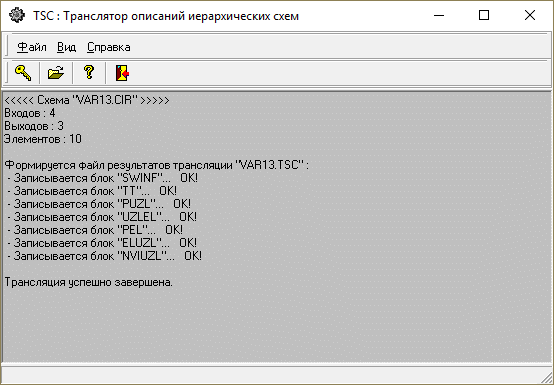 TSC : Транслятор описаний иерархических схем
Файл Вид Справка
<<<<< Схема "VAR13.CIR" >>>>>
Входов : 4
Выходов : 3
Элементов : 10
Формируется файл результатов трансляции "VAR13.TSC" :
- Записывается блок "SWINF"... OK!
- Записывается блок "TT"... OK!
- Записывается блок "PUZL"... OK!
- Записывается блок "UZLEL"... OK!
- Записывается блок "PEL"... OK!
- Записывается блок "ELUZL"... OK!
- Записывается блок "NVIUZL"... OK!
Трансляция успешно завершена.